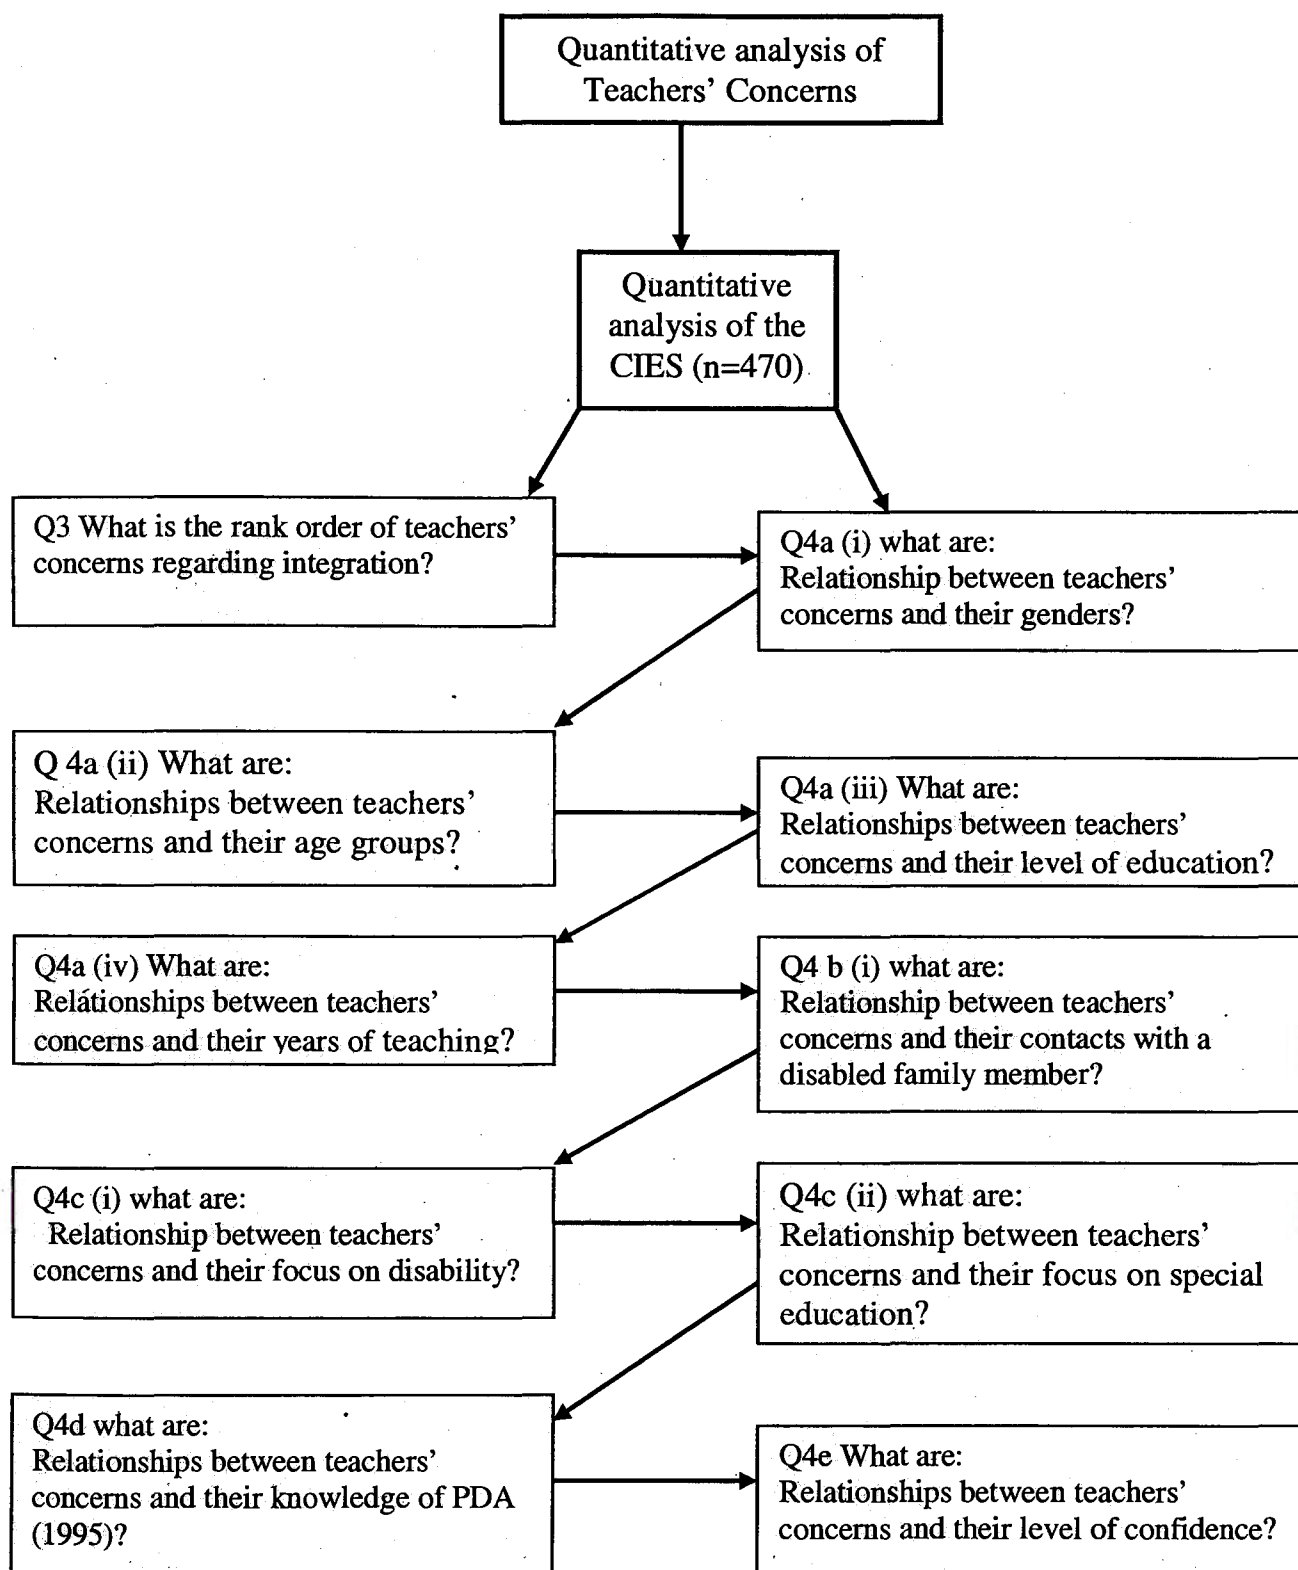 Quantitative analysis of
Teachers’ Concerns
Quantitative
analysis of the
CIES (n=470)
Q3 What is the rank order of teachers’
concerns regarding integration?
Q4a (i) what are:
Relationship between teachers’
concerns and their genders?
Q 4a (ii) What are:
Relationships between teachers’
concerns and their age groups?
Q4a (iii) What are:
Relationships between teachers’
concerns and their level of education?
Q4a (iv) What are:
Relationships between teachers’
concerns and their years of teaching?
Q4 b (i) what are:
Relationship between teachers’
concerns and their contacts with a
disabled family member?
Q4c (i) what are:
Relationship between teachers’
concerns and their focus on disability?
Q4c (ii) what are:
Relationship between teachers’
concerns and their focus on special
education?
Q4d what are:
Relationships between teachers’
concerns and their knowledge of PDA
(1995)?
Q4e What are:
Relationships between teachers’
concerns and their level of confidence?